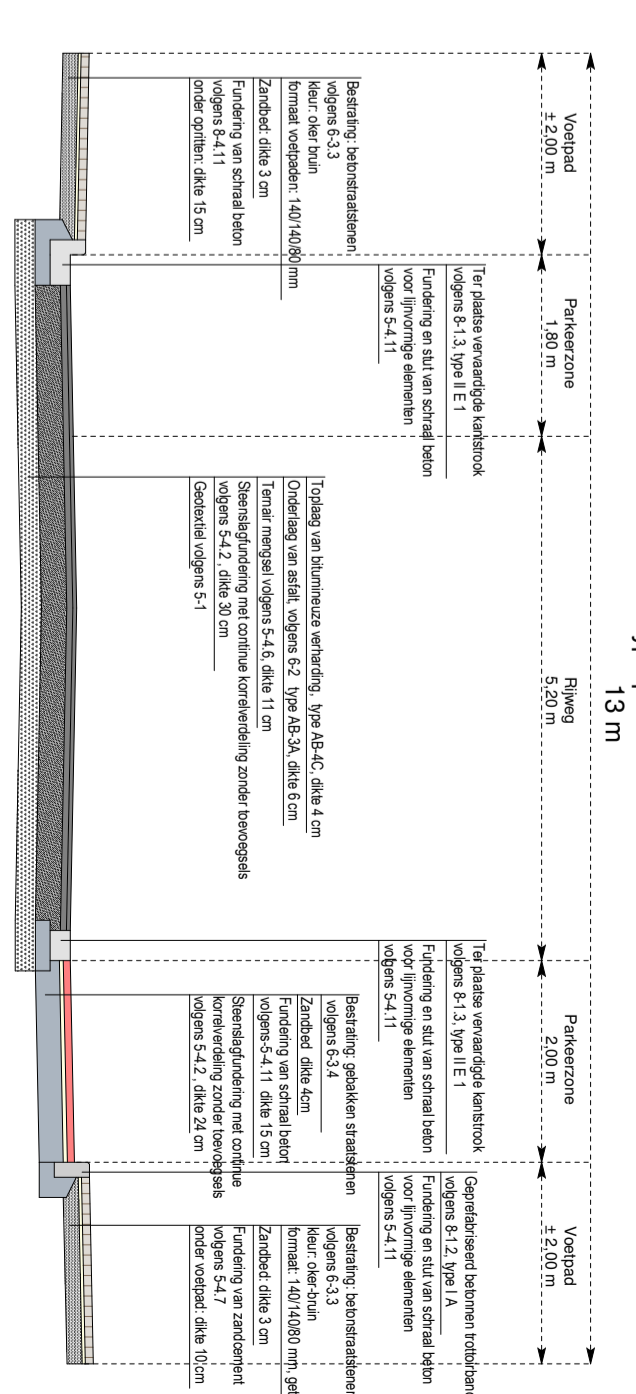 13 m
Voetpad
± 2,00 m
Parkeerzone
1,80 m
Rijweg
5,20 m
Parkeerzone
2,00 m
Voetpad
± 2,00 m
Bestrating: betonstraatstenen
volgens 6-3.3
kleur: oker bruin
formaat voetpaden: 140/140/80 mm
Zandbed: dikte 3 cm
Fundering van schraal beton
volgens 8-4.11
onder opritten: dikte 15 cm
Ter plaatse vervaardigde kantstrook
volgens 8-1.3, type II E 1
Fundering en stut van schraal beton
voor lijnvormige elementen
volgens 5-4.11
Toplaag van bitumineuze verharding, type AB-4C, dikte 4 cm
Onderlaag van asfalt, volgens 6-2 type AB-3A, dikte 6 cm
Ternair mengsel volgens 5-4.6, dikte 11 cm
Steenslagfundering met continue korrelverdeling zonder toevoegsels
volgens 5-4.2 , dikte 30 cm
Geotextiel volgens 5-1
Ter plaatse vervaardigde kantstrook
volgens 8-1.3, type II E 1
Fundering en stut van schraal beton
voor lijnvormige elementen
volgens 5-4.11
Bestrating: gebakken straatstenen
volgens 6-3.4
Zandbed dikte 4cm
Fundering van schraal beton
volgens-5-4.11 dikte 15 cm
Steenslagfundering met continue
korrelverdeling zonder toevoegsels
volgens 5-4.2 , dikte 24 cm
Geprefabriseerd betonnen trottoirband
volgens 8-1.2, type I A
Fundering en stut van schraal beton
voor lijnvormige elementen
volgens 5-4.11
Bestrating: betonstraatstenen
volgens 6-3.3
kleur: oker-bruin
formaat: 140/140/80 mm, get
Zandbed: dikte 3 cm
Fundering van zandcement
volgens 5-4.7
onder voetpad: dikte 10 cm